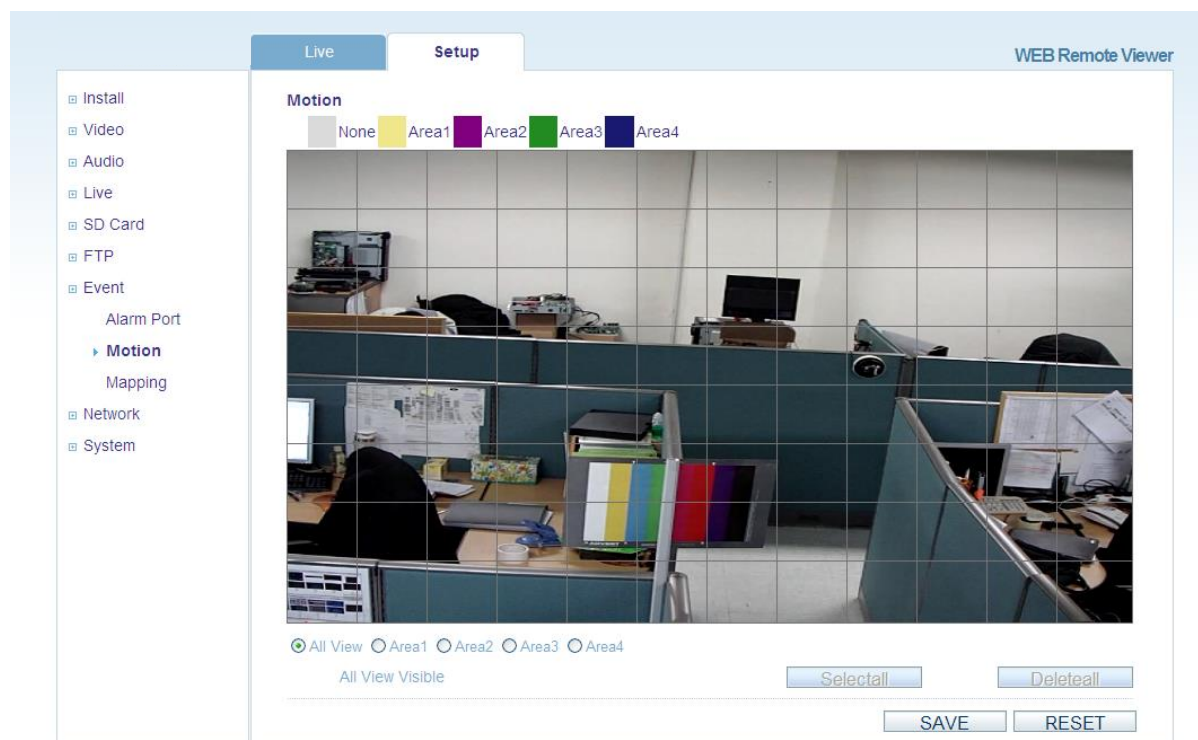 Live
Setup
WEB Remote Viewer
Install
Video
Audio
Live
SD Card
FTP
Event
Alarm Port
Motion
Mapping
Network
System
Motion
None Area1 Area2 Area3 Area4
All View Area1 Area2 Area3 Area4
All View Visible
Selectall
Deleteall
SAVE
RESET